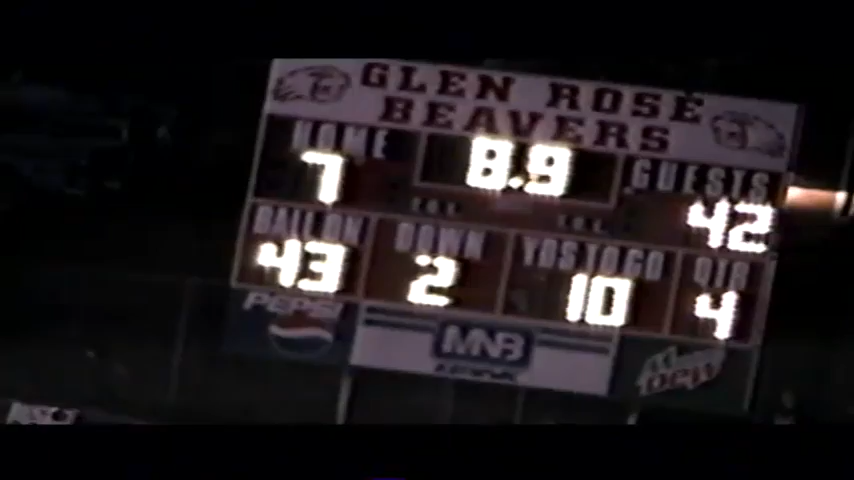 GLEN ROSE
BEAVERS
HOME
8.9
GUESTS
7
42
BALL ON
DOWN
YDS TO GO
QTR
43
2
10
4
PEPSI
MNB
DEW